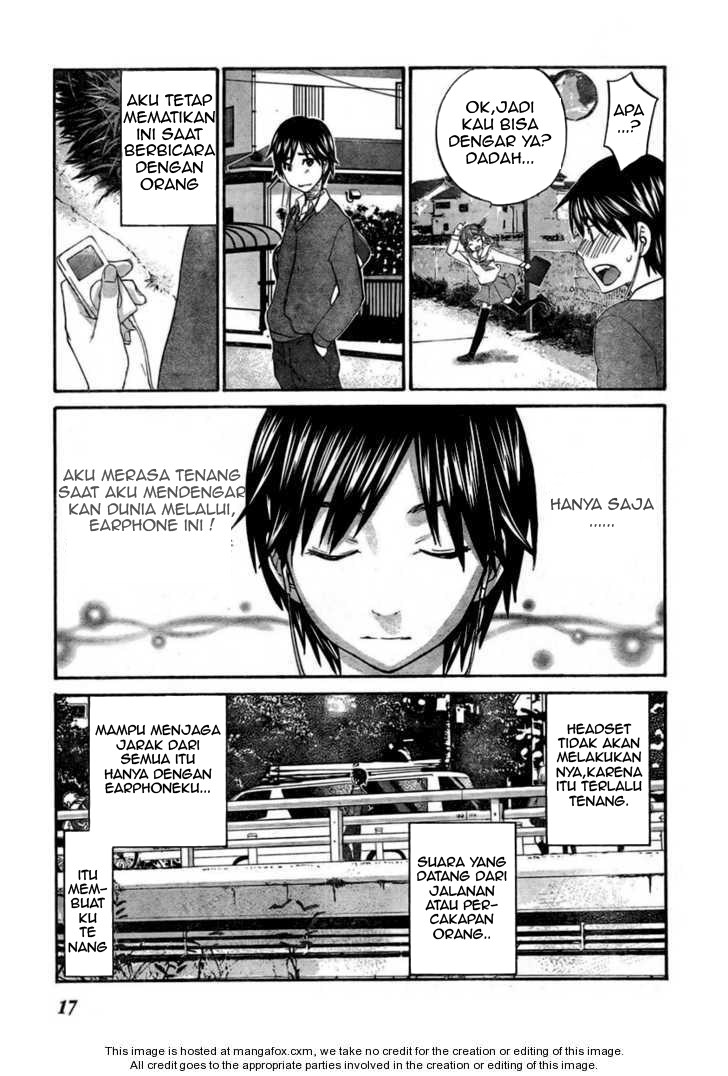 APA
...?
OK,JADI
KAU BISA
DENGAR YA?
DADAH...
AKU TETAP
MEMATIKAN
INI SAAT
BERBICARA
DENGAN
ORANG
HANYA SAJA
......
AKU MERASA TENANG
SAAT AKU MENDENGAR
KAN DUNIA MELALUI,
EARPHONE INI !
HEADSET
TIDAK AKAN
MELAKUKAN
NYA,KARENA
ITU TERLALU
TENANG.
SUARA YANG
DATANG DARI
JALANAN
ATAU PER-
CAKAPAN
ORANG..
MAMPU MENJAGA
JARAK DARI
SEMUA ITU
HANYA DENGAN
EARPHONEKU...
ITU
MEM-
BUAT
KU
TE
NANG
17
This image is hosted at mangafox.cxm, we take no credit for the creation or editing of this image.
All credit goes to the appropriate parties involved in the creation or editing of this image.